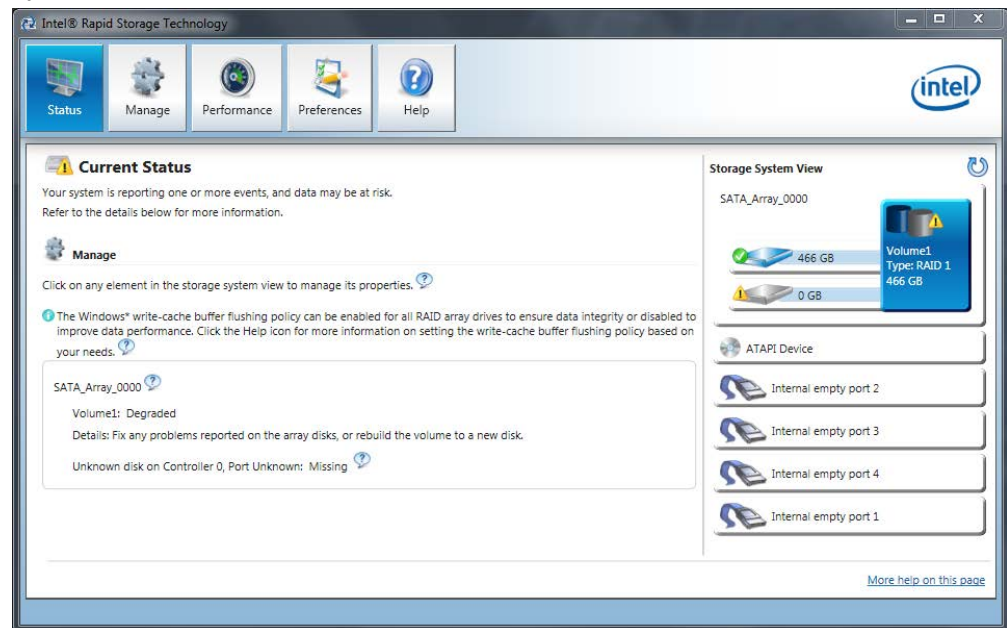 Intel® Rapid Storage Technology
Status
Manage
Performance
Preferences
Help
intel
Current Status
Your system is reporting one or more events, and data may be at risk.
Refer to the details below for more information.
Manage
Click on any element in the storage system view to manage its properties.
The Windows* write-cache buffer flushing policy can be enabled for all RAID array drives to ensure data integrity or disabled to
improve data performance. Click the Help icon for more information on setting the write-cache buffer flushing policy based on
your needs.
SATA_Array_0000
Volume1: Degraded
Details: Fix any problems reported on the array disks, or rebuild the volume to a new disk.
Unknown disk on Controller 0, Port Unknown: Missing
Storage System View
SATA_Array_0000
466 GB
0 GB
Volume1
Type: RAID 1
466 GB
ATAPI Device
Internal empty port 2
Internal empty port 3
Internal empty port 4
Internal empty port 1
More help on this page